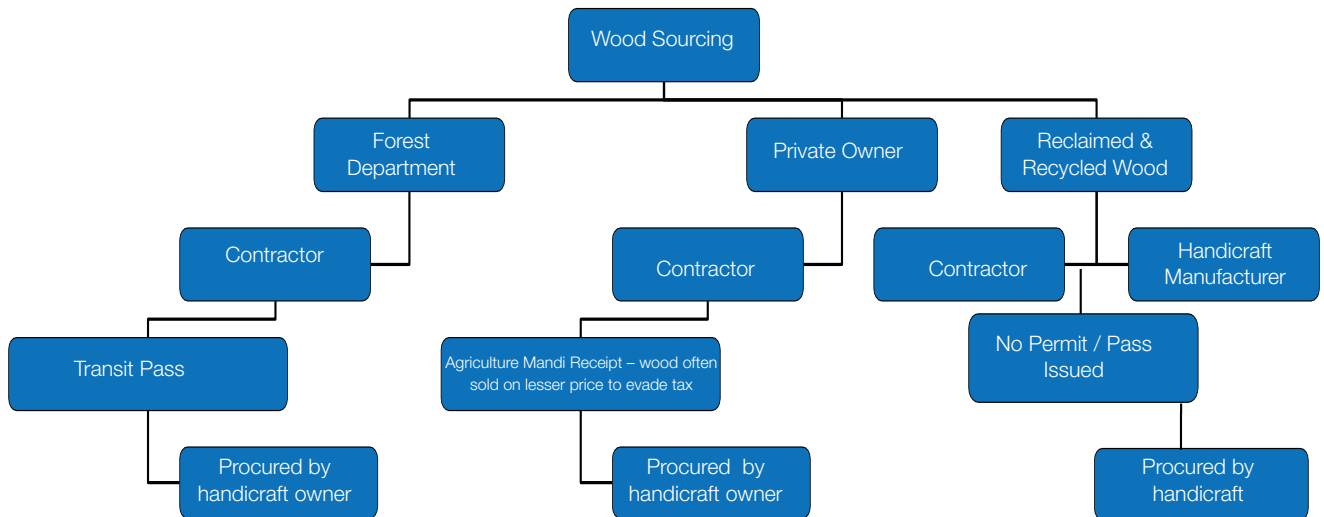 Wood Sourcing
Forest
Department
Private Owner
Reclaimed &
Recycled Wood
Contractor
Contractor
Contractor
Handicraft
Manufacturer
Transit Pass
Agriculture Mandi Receipt – wood often
sold on lesser price to evade tax
No Permit / Pass
Issued
Procured by
handicraft owner
Procured by
handicraft owner
Procured by
handicraft